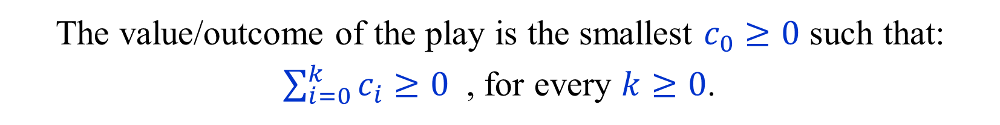 The value/outcome of the play is the smallest c₀ ≥ 0 such that:
∑ᵏᵢ₌₀ cᵢ ≥ 0 , for every k ≥ 0.